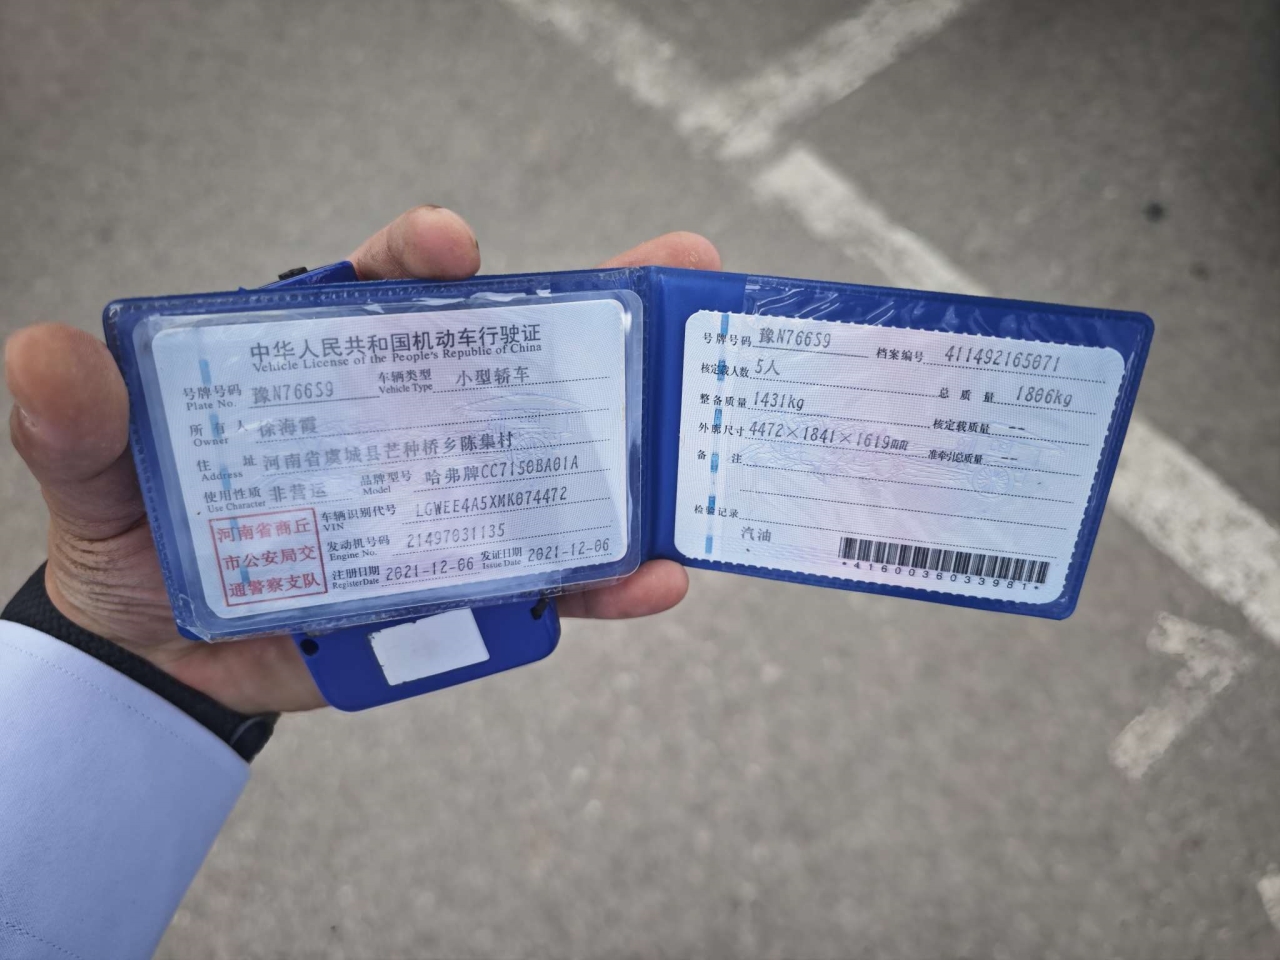 中华人民共和国机动车行驶证
Vehicle License of the People's Republic of China
号牌号码 豫N766S9 车辆类型 小型轿车
Plate No. Vehicle Type
所有人 徐海霞
Owner
住址 河南省虞城县芒种桥乡陈集村
Address
使用性质 非营运 品牌型号 哈弗牌CC7150BA01A
Use Character Model
河南省商丘
市公安局交
通警察支队
车辆识别代号 LGWEE4A5XMK074472
VIN
发动机号码 21497031135
Engine No.
注册日期 2021-12-06 发证日期 2021-12-06
Register Date Issue Date
号牌号码 豫N766S9 档案编号 411492165071
核定载人数 5人 总质量 1806kg
整备质量 1431kg 核定载质量 --
外廓尺寸 4472×1841×1619mm 准牵引总质量 --
备注
检验记录
汽油
*4160036033981*